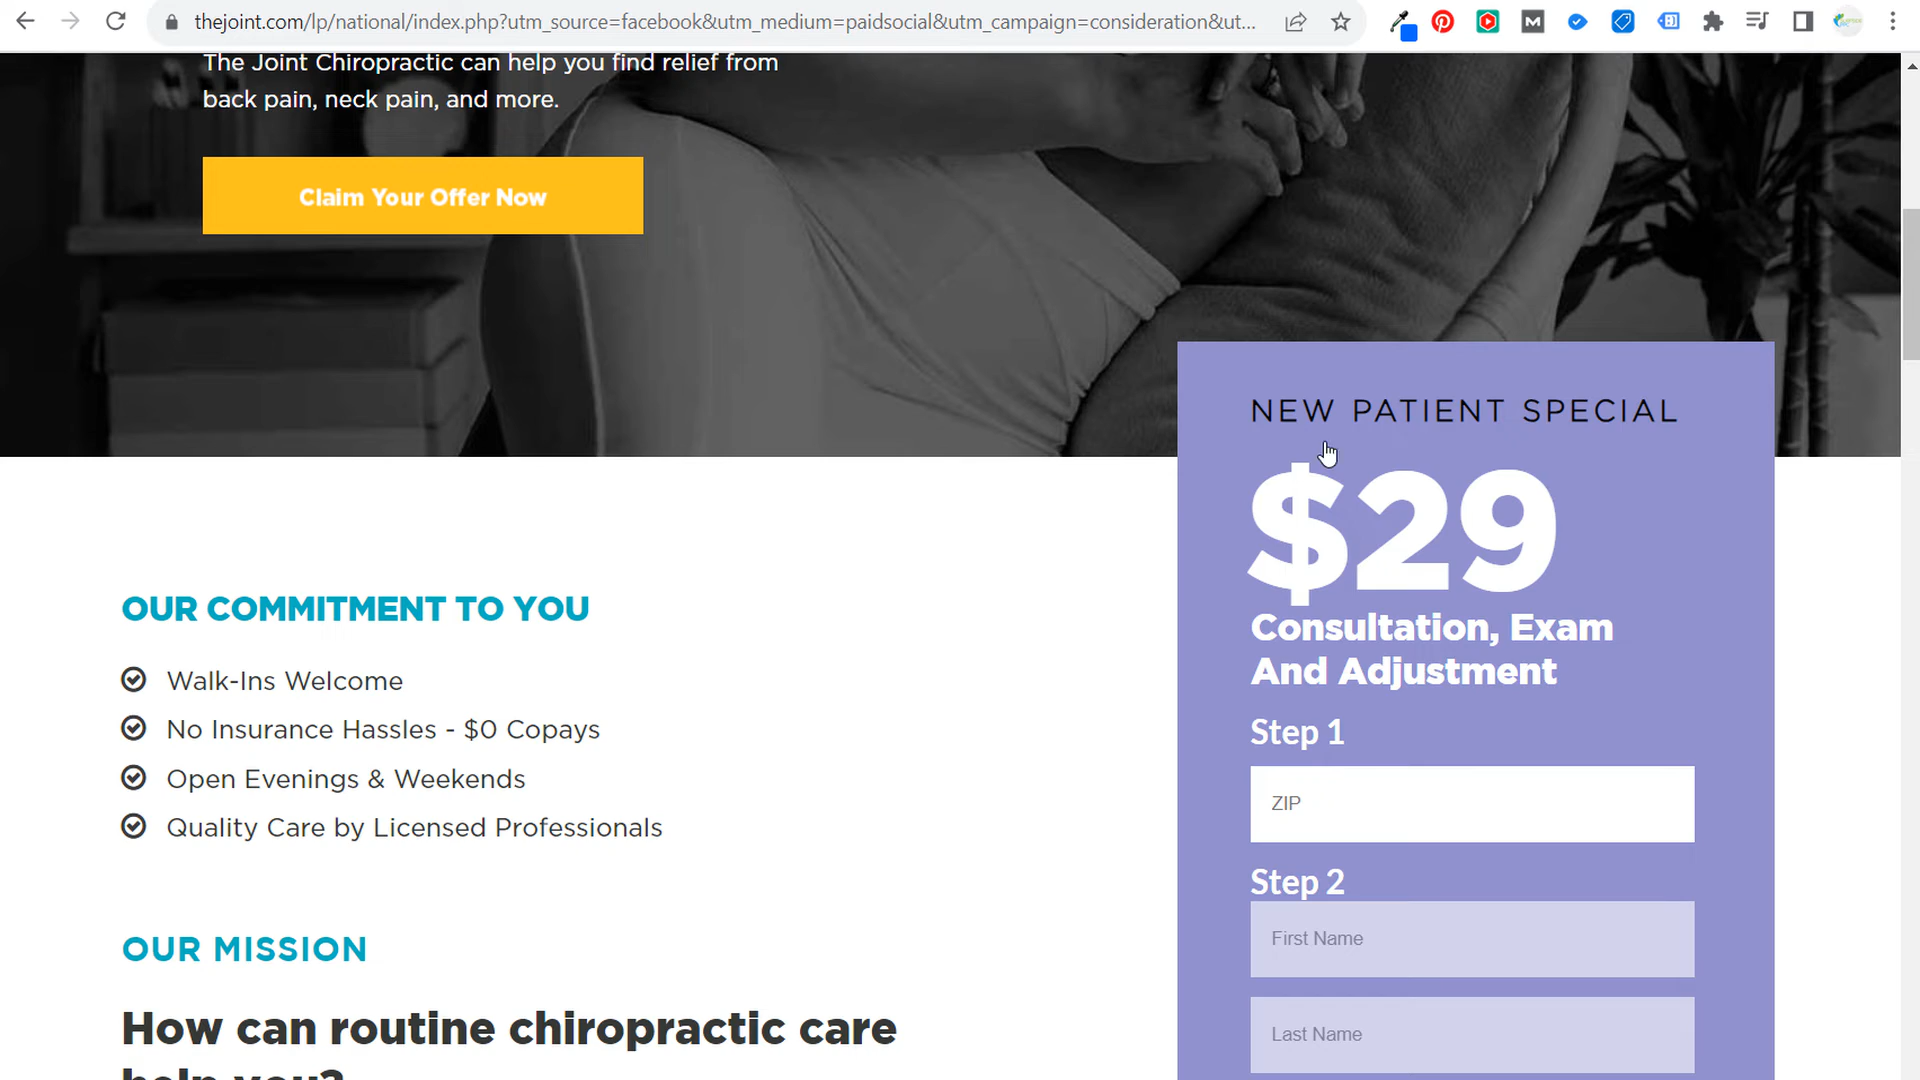 thejoint.com/lp/national/index.php?utm_source=facebook&utm_medium=paidsocial&utm_campaign=consideration&ut...
The Joint Chiropractic can help you find relief from
back pain, neck pain, and more.
Claim Your Offer Now
NEW PATIENT SPECIAL
$29
Consultation, Exam
And Adjustment
Step 1
ZIP
Step 2
First Name
Last Name
OUR COMMITMENT TO YOU
Walk-Ins Welcome
No Insurance Hassles - $0 Copays
Open Evenings & Weekends
Quality Care by Licensed Professionals
OUR MISSION
How can routine chiropractic care
help you?